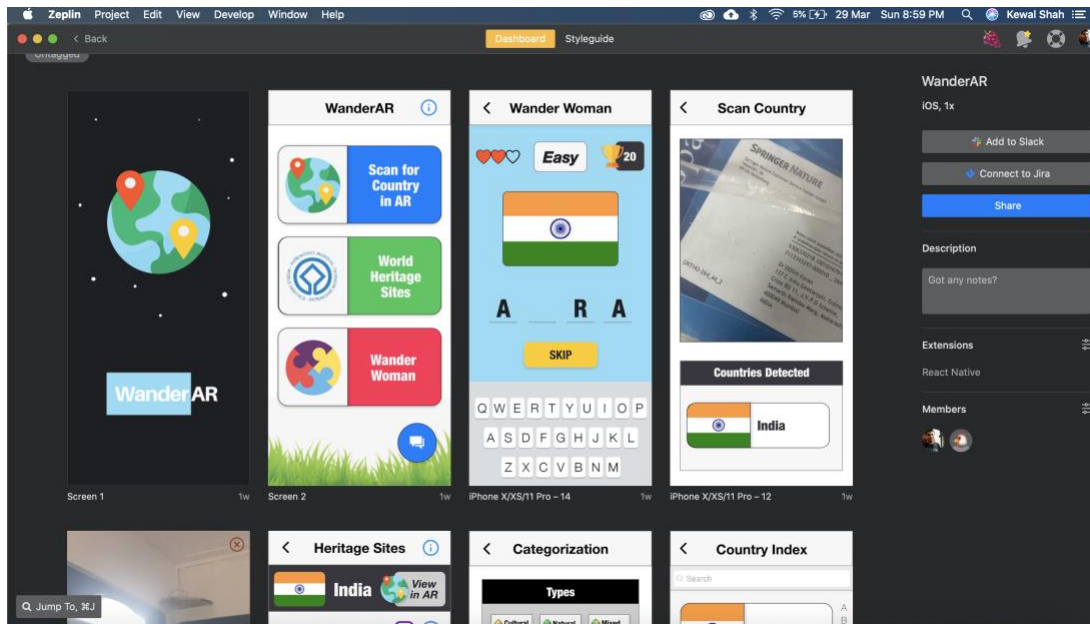 Zeplin Project Edit View Develop Window Help
5% 29 Mar Sun 8:59 PM Kewal Shah
Back
Dashboard Styleguide
Untagged
WanderAR
iOS, 1x
Add to Slack
Connect to Jira
Share
Description
Got any notes?
Extensions
React Native
Members
WanderAR
Screen 1 1w
WanderAR
Scan for
Country
in AR
World
Heritage
Sites
Wander
Woman
Screen 2 1w
Wander Woman
Easy
20
A _ R A
SKIP
Q W E R T Y U I O P
A S D F G H J K L
Z X C V B N M
iPhone X/XS/11 Pro – 14 1w
Scan Country
SPRINGER NATURE
Countries Detected
India
iPhone X/XS/11 Pro – 12 1w
Heritage Sites
India
View
in AR
Categorization
Types
Cultural Natural Mixed
Country Index
Search
A
B
Jump To, ⌘J